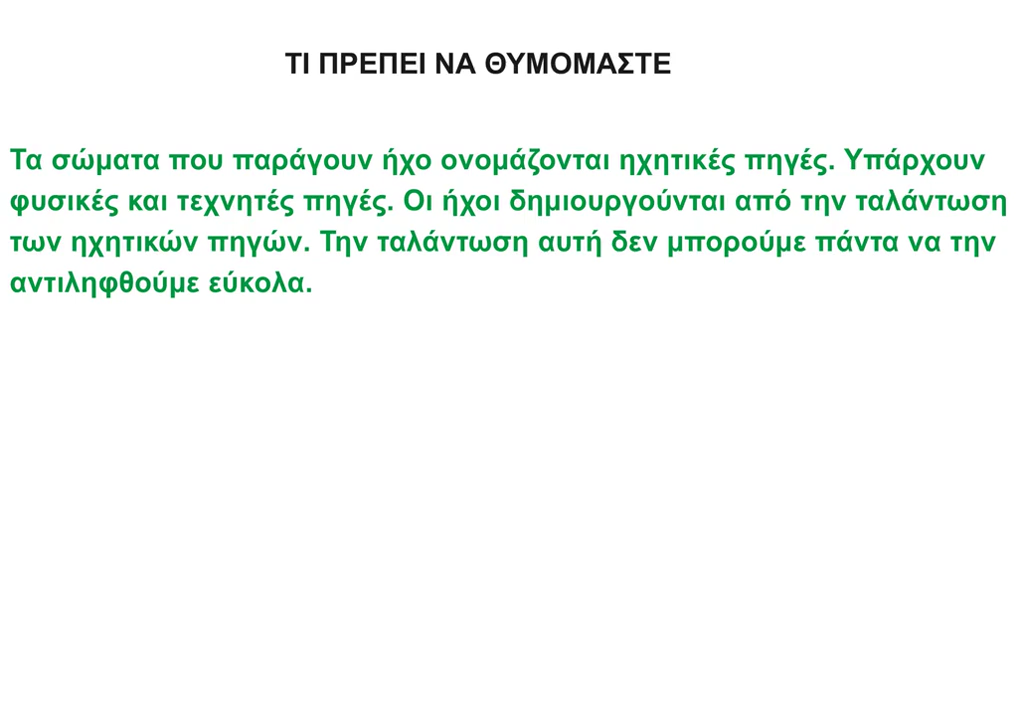 ΤΙ ΠΡΕΠΕΙ ΝΑ ΘΥΜΟΜΑΣΤΕ
Τα σώματα που παράγουν ήχο ονομάζονται ηχητικές πηγές. Υπάρχουν
φυσικές και τεχνητές πηγές. Οι ήχοι δημιουργούνται από την ταλάντωση
των ηχητικών πηγών. Την ταλάντωση αυτή δεν μπορούμε πάντα να την
αντιληφθούμε εύκολα.